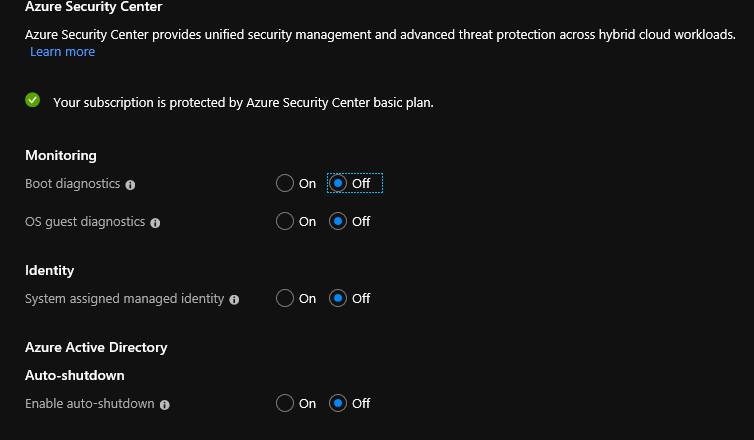 Azure Security Center
Azure Security Center provides unified security management and advanced threat protection across hybrid cloud workloads.
Learn more
Your subscription is protected by Azure Security Center basic plan.
Monitoring
Boot diagnostics On Off
OS guest diagnostics On Off
Identity
System assigned managed identity On Off
Azure Active Directory
Auto-shutdown
Enable auto-shutdown On Off